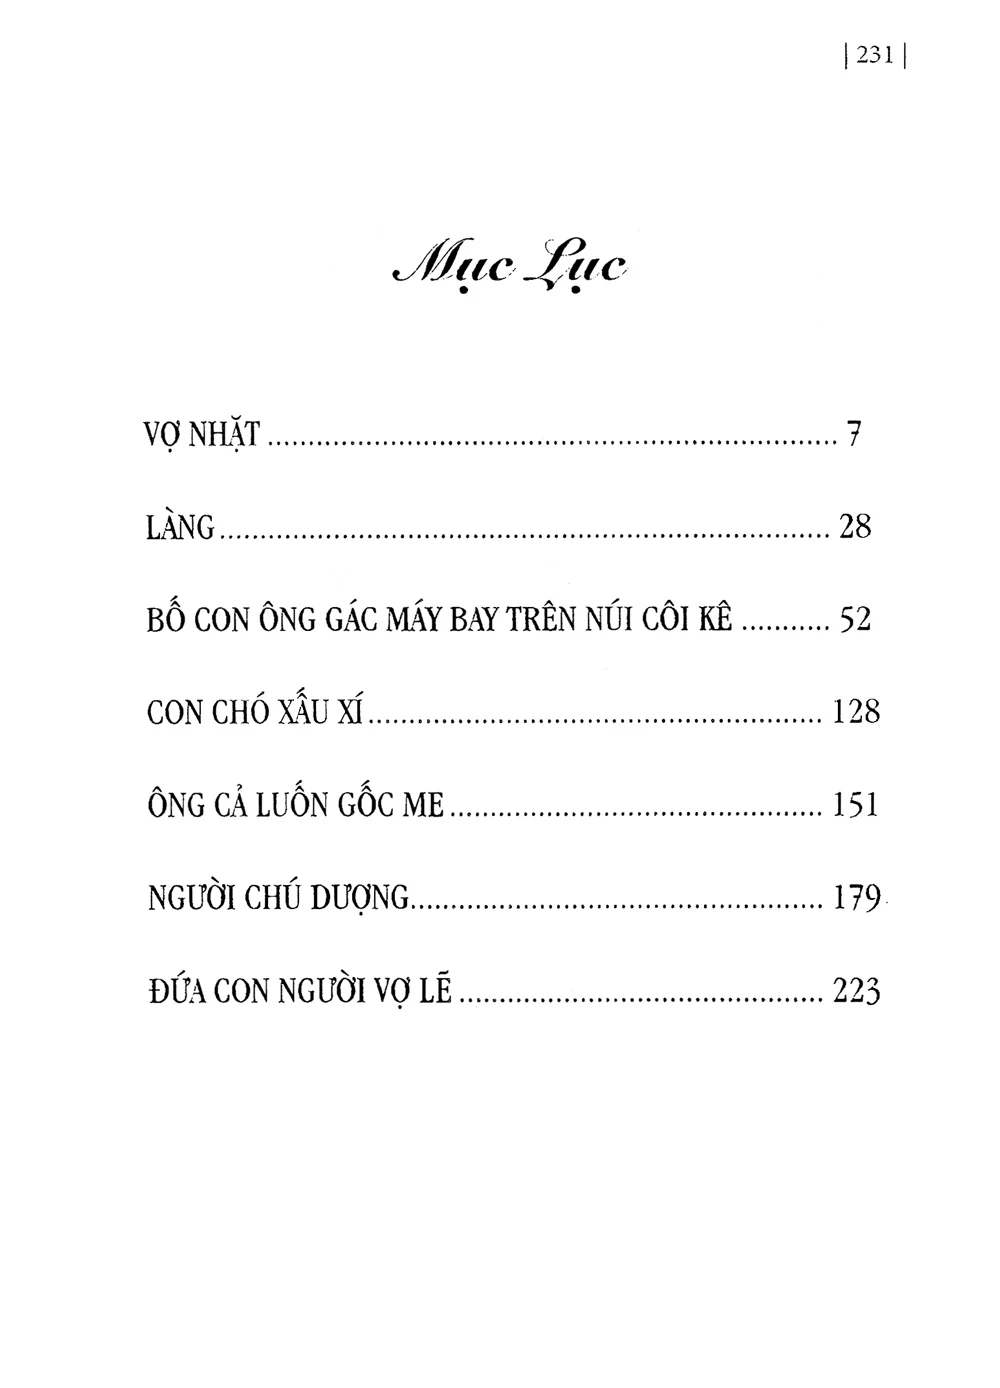 | 231 |
Mục Lục
VỢ NHẶT ........................................................................ 7
LÀNG ........................................................................ 28
BỐ CON ÔNG GÁC MÁY BAY TRÊN NÚI CÔI KÊ ........... 52
CON CHÓ XẤU XÍ ........................................................ 128
ÔNG CẢ LUỐN GỐC ME ............................................... 151
NGƯỜI CHÚ DƯỢNG .................................................... 179
ĐỨA CON NGƯỜI VỢ LẼ .............................................. 223